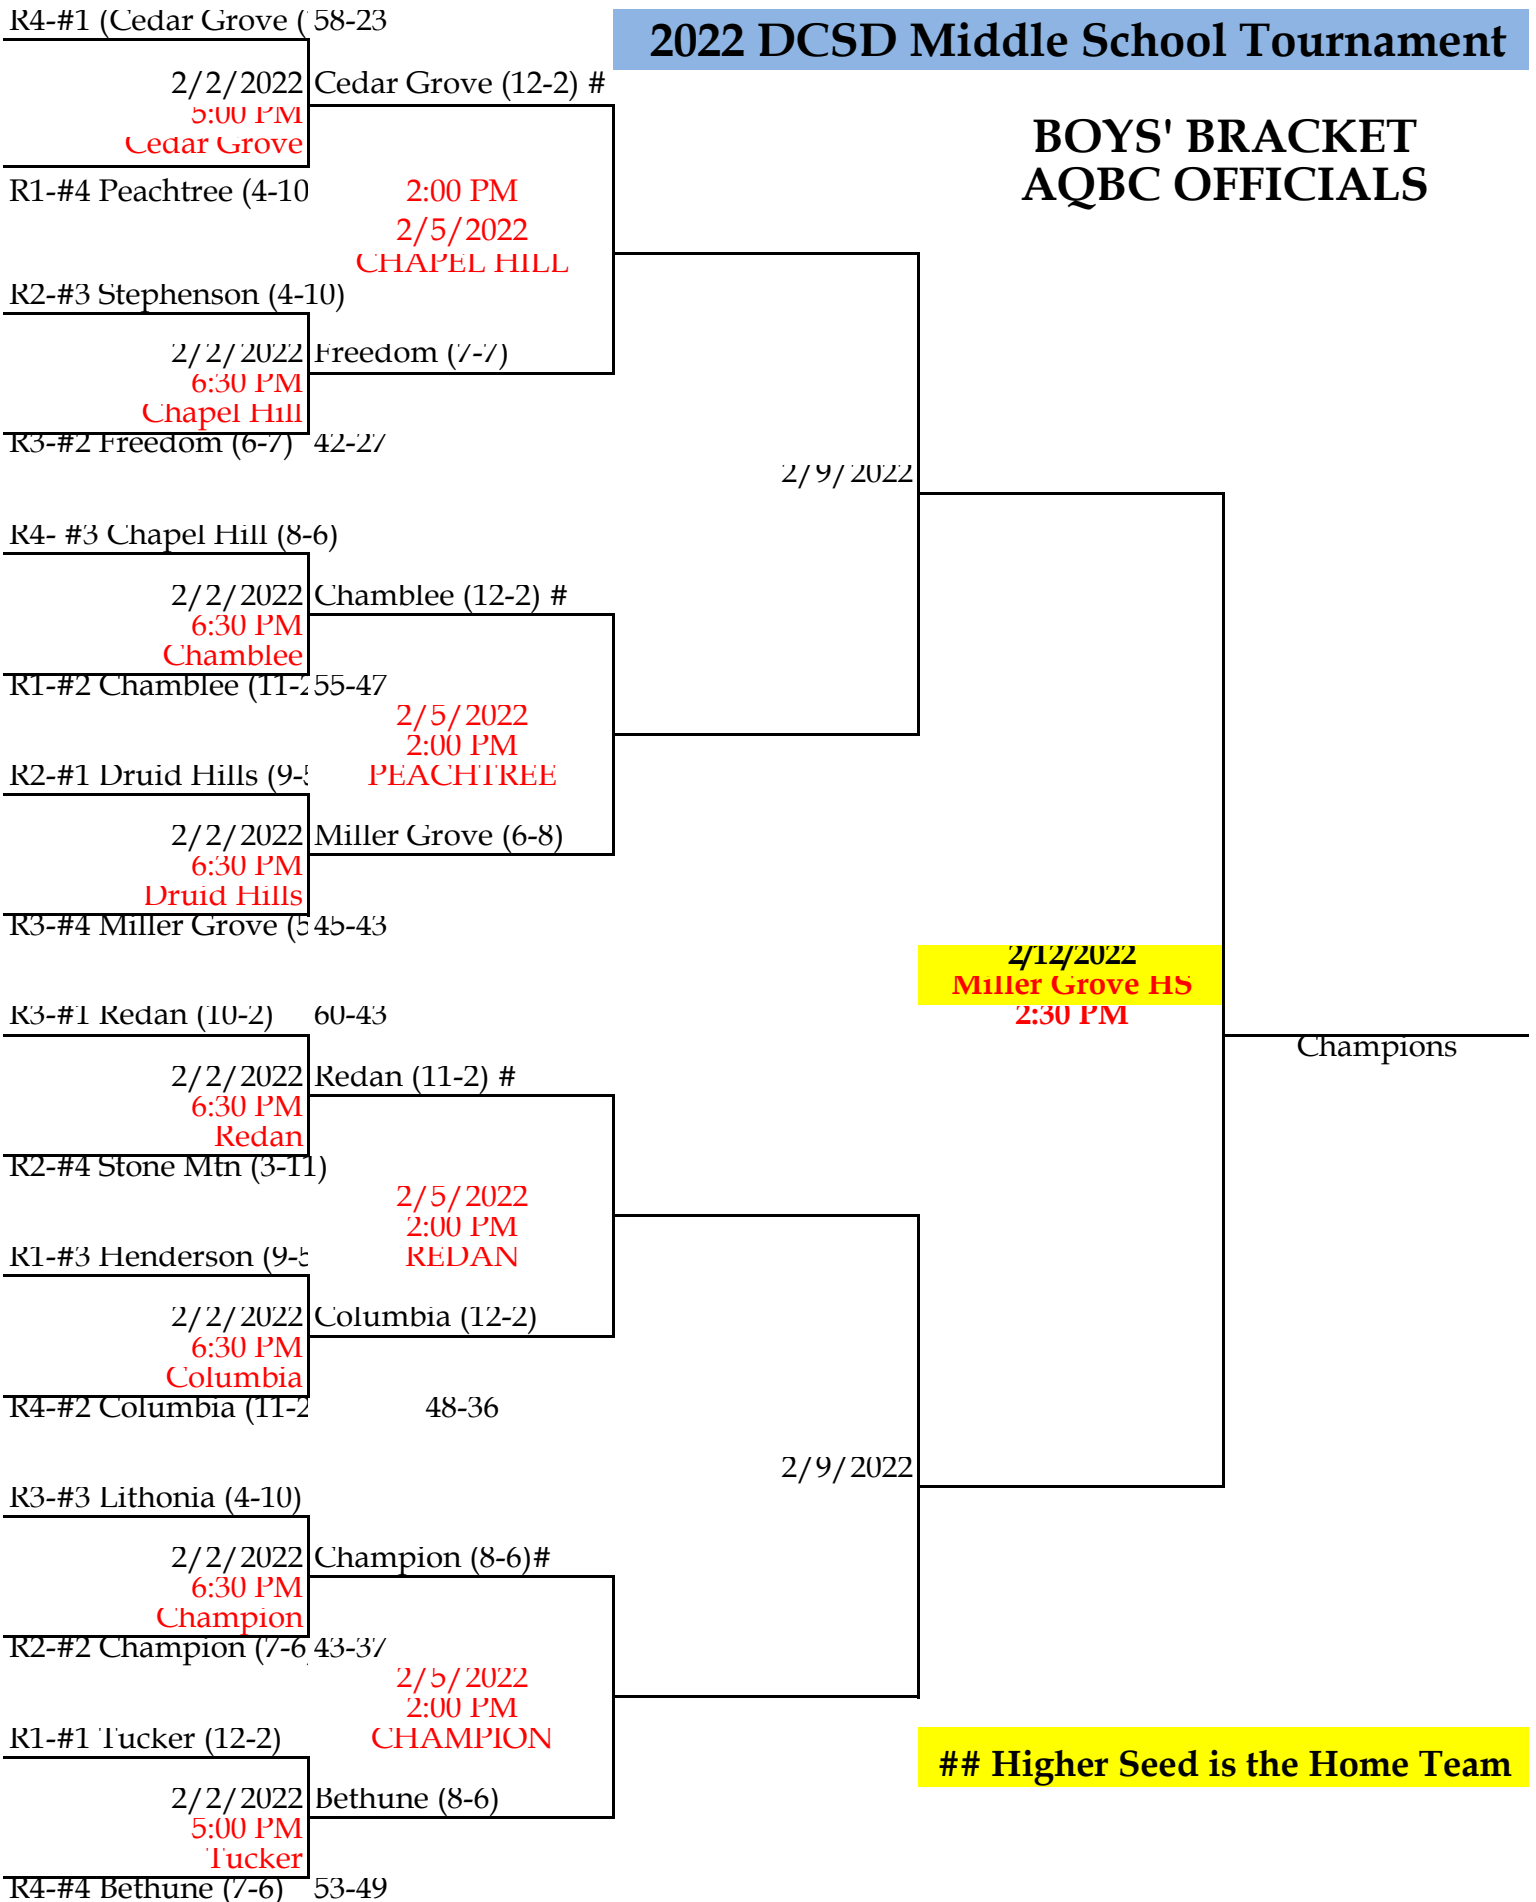 R4-#1 (Cedar Grove ( 58-23
2022 DCSD Middle School Tournament
2/2/2022 Cedar Grove (12-2) #
5:00 PM
Cedar Grove
BOYS' BRACKET
AQBC OFFICIALS
R1-#4 Peachtree (4-10
2:00 PM
2/5/2022
CHAPEL HILL
R2-#3 Stephenson (4-10)
2/2/2022 Freedom (7-7)
6:30 PM
Chapel Hill
R3-#2 Freedom (6-7) 42-27
2/9/2022
R4- #3 Chapel Hill (8-6)
2/2/2022 Chamblee (12-2) #
6:30 PM
Chamblee
R1-#2 Chamblee (11-2 55-47
2/5/2022
2:00 PM
R2-#1 Druid Hills (9-5 PEACHTREE
2/2/2022 Miller Grove (6-8)
6:30 PM
Druid Hills
R3-#4 Miller Grove (5 45-43
2/12/2022
Miller Grove HS
2:30 PM
R3-#1 Redan (10-2) 60-43
Champions
2/2/2022 Redan (11-2) #
6:30 PM
Redan
R2-#4 Stone Mtn (3-11)
2/5/2022
2:00 PM
R1-#3 Henderson (9-5 REDAN
2/2/2022 Columbia (12-2)
6:30 PM
Columbia
R4-#2 Columbia (11-2 48-36
2/9/2022
R3-#3 Lithonia (4-10)
2/2/2022 Champion (8-6)#
6:30 PM
Champion
R2-#2 Champion (7-6 43-37
2/5/2022
2:00 PM
R1-#1 Tucker (12-2) CHAMPION
## Higher Seed is the Home Team
2/2/2022 Bethune (8-6)
5:00 PM
Tucker
R4-#4 Bethune (7-6) 53-49